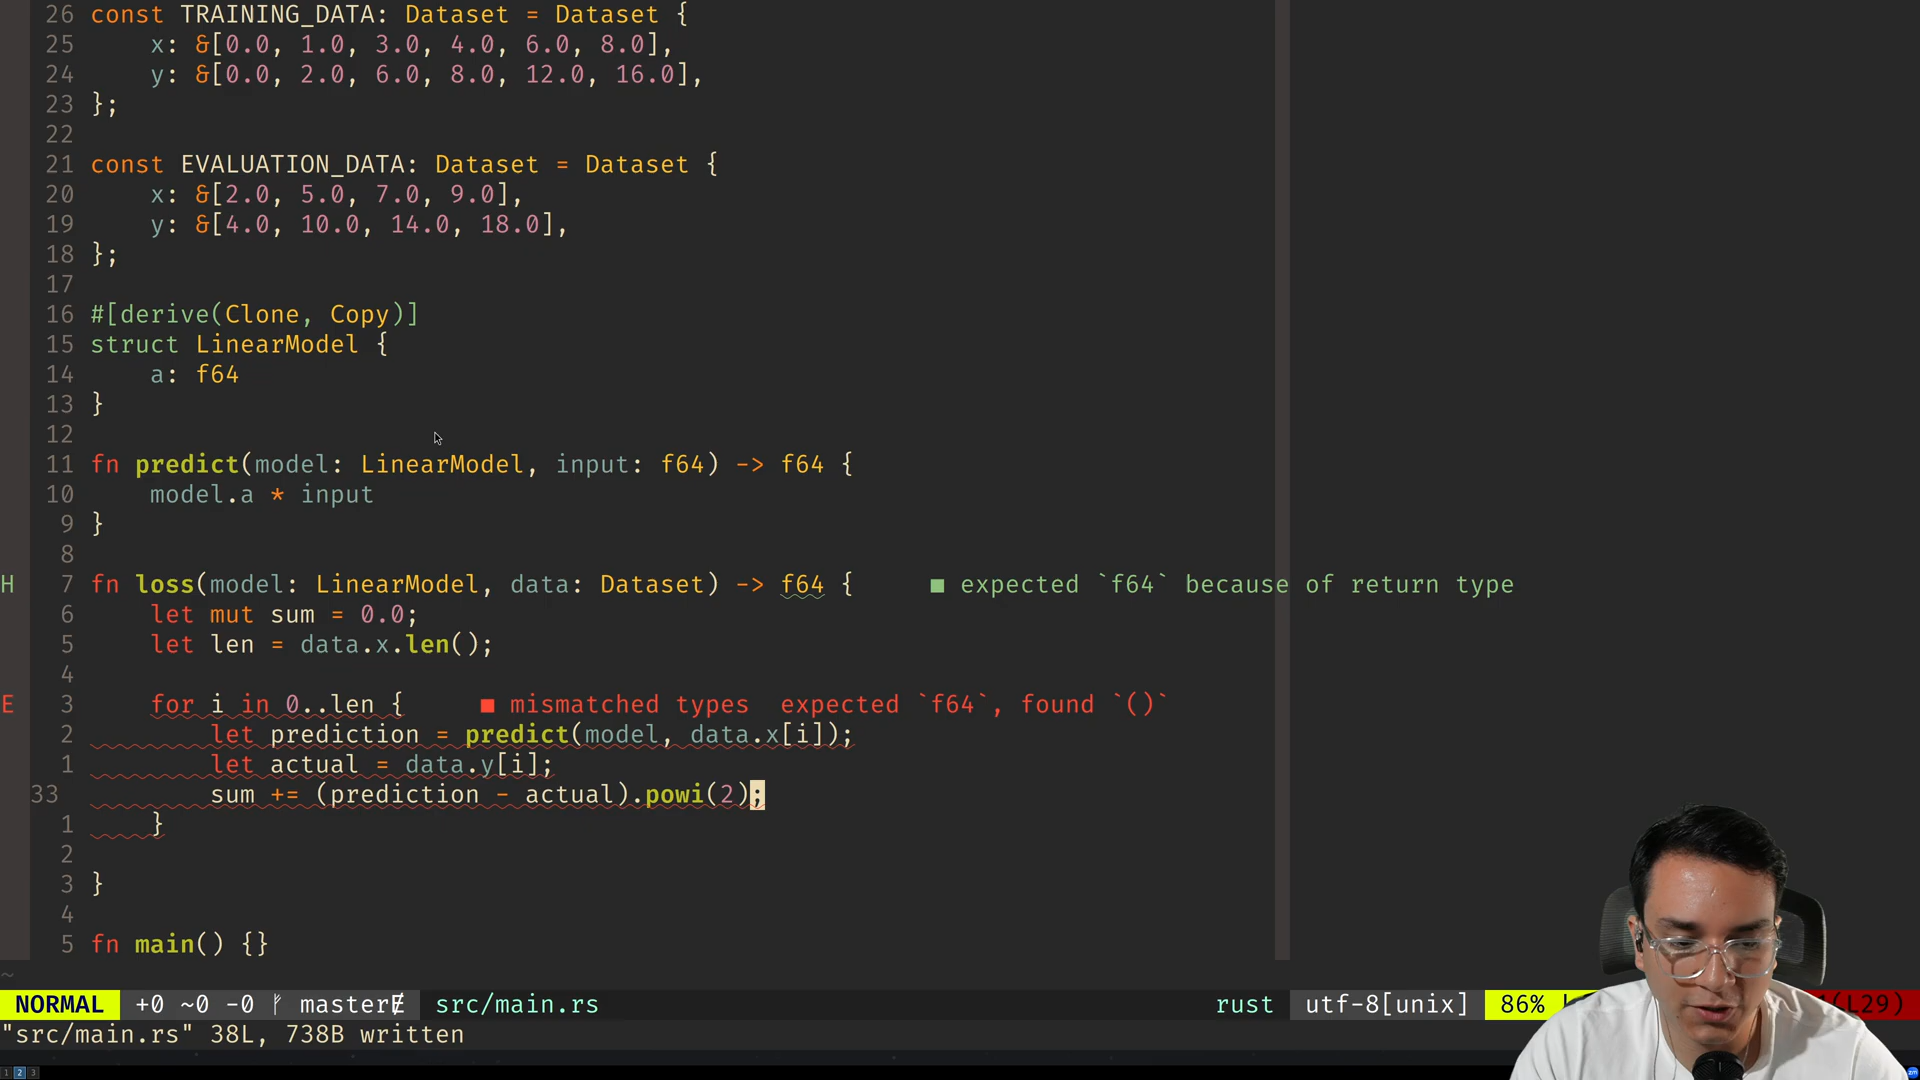 26 const TRAINING_DATA: Dataset = Dataset {
25     x: &[0.0, 1.0, 3.0, 4.0, 6.0, 8.0],
24     y: &[0.0, 2.0, 6.0, 8.0, 12.0, 16.0],
23 };
22
21 const EVALUATION_DATA: Dataset = Dataset {
20     x: &[2.0, 5.0, 7.0, 9.0],
19     y: &[4.0, 10.0, 14.0, 18.0],
18 };
17
16 #[derive(Clone, Copy)]
15 struct LinearModel {
14     a: f64
13 }
12
11 fn predict(model: LinearModel, input: f64) -> f64 {
10     model.a * input
9 }
8
H 7 fn loss(model: LinearModel, data: Dataset) -> f64 {     ■ expected `f64` because of return type
6     let mut sum = 0.0;
5     let len = data.x.len();
4
E 3     for i in 0..len {     ■ mismatched types  expected `f64`, found `()`
2         let prediction = predict(model, data.x[i]);
1         let actual = data.y[i];
33         sum += (prediction - actual).powi(2);
1     }
2
3 }
4
5 fn main() {}
~
NORMAL +0 ~0 -0 master src/main.rs rust utf-8[unix] 86% (L29)
"src/main.rs" 38L, 738B written
1 2 3 zm